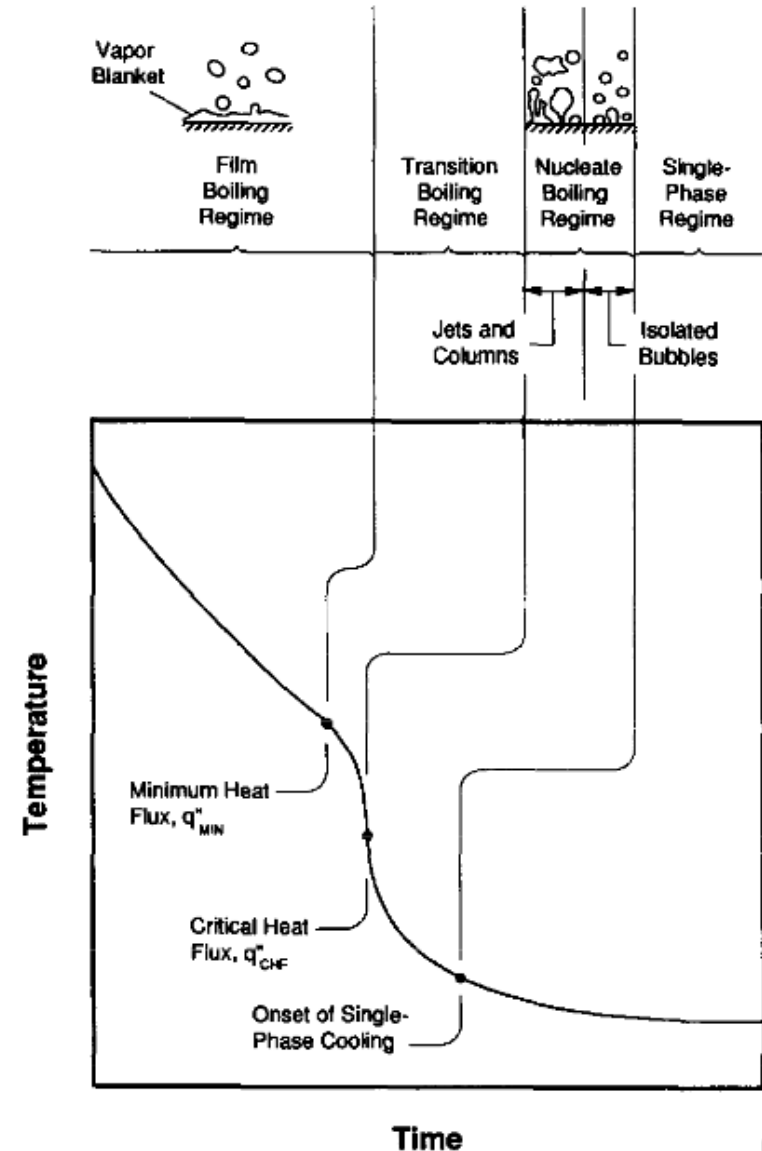 Vapor
Blanket
Film
Boiling
Regime
Transition
Boiling
Regime
Nucleate
Boiling
Regime
Single-
Phase
Regime
Jets and
Columns
Isolated
Bubbles
Temperature
Minimum Heat
Flux, q"MIN
Critical Heat
Flux, q"CHF
Onset of Single-
Phase Cooling
Time